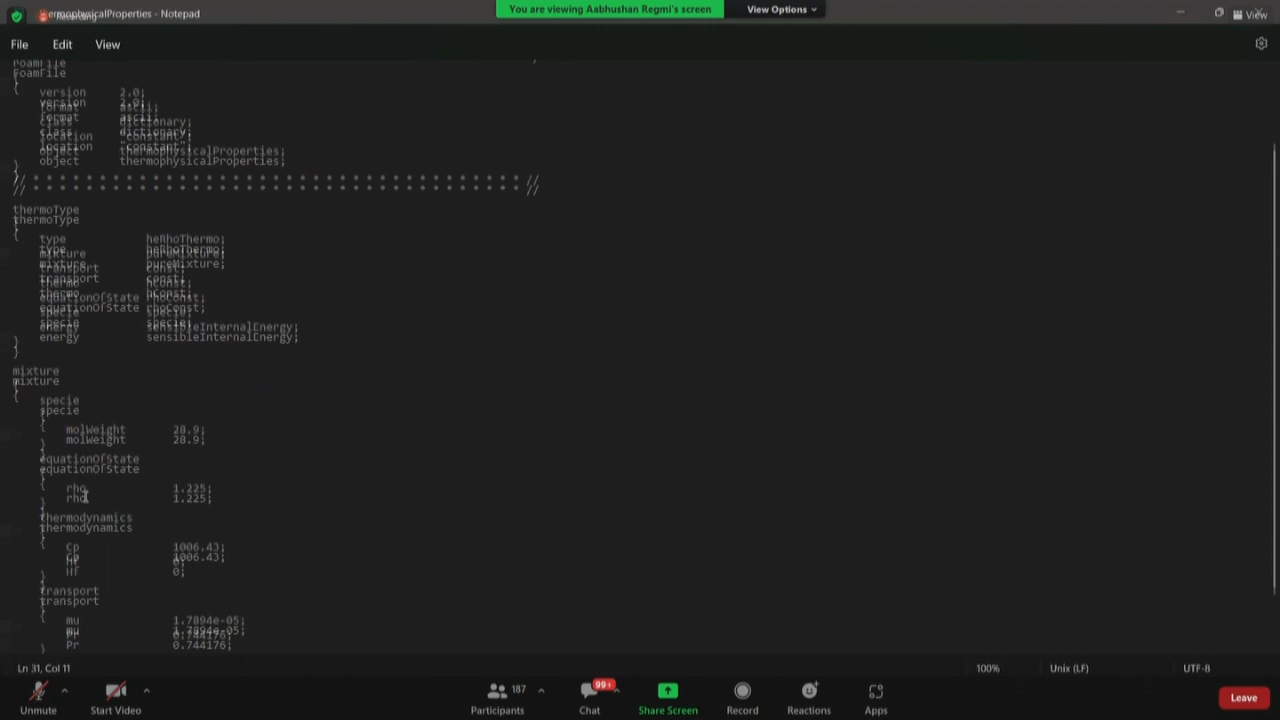 thermophysicalProperties - Notepad
You are viewing Aabhushan Regmi's screen
View Options
View
File Edit View
FoamFile
{
version 2.0;
format ascii;
class dictionary;
location "constant";
object thermophysicalProperties;
}
// * * * * * * * * * * * * * * * * * * * * * * * * * * * * * * * * * * * * * //
thermoType
{
type heRhoThermo;
mixture pureMixture;
transport const;
thermo hConst;
equationOfState rhoConst;
specie specie;
energy sensibleInternalEnergy;
}
mixture
{
specie
{
molWeight 28.9;
}
equationOfState
{
rho 1.225;
}
thermodynamics
{
Cp 1006.43;
Hf 0;
}
transport
{
mu 1.7894e-05;
Pr 0.744176;
}
Ln 31, Col 11
100%
Unix (LF)
UTF-8
Unmute
Start Video
187
Participants
99+
Chat
Share Screen
Record
Reactions
Apps
Leave